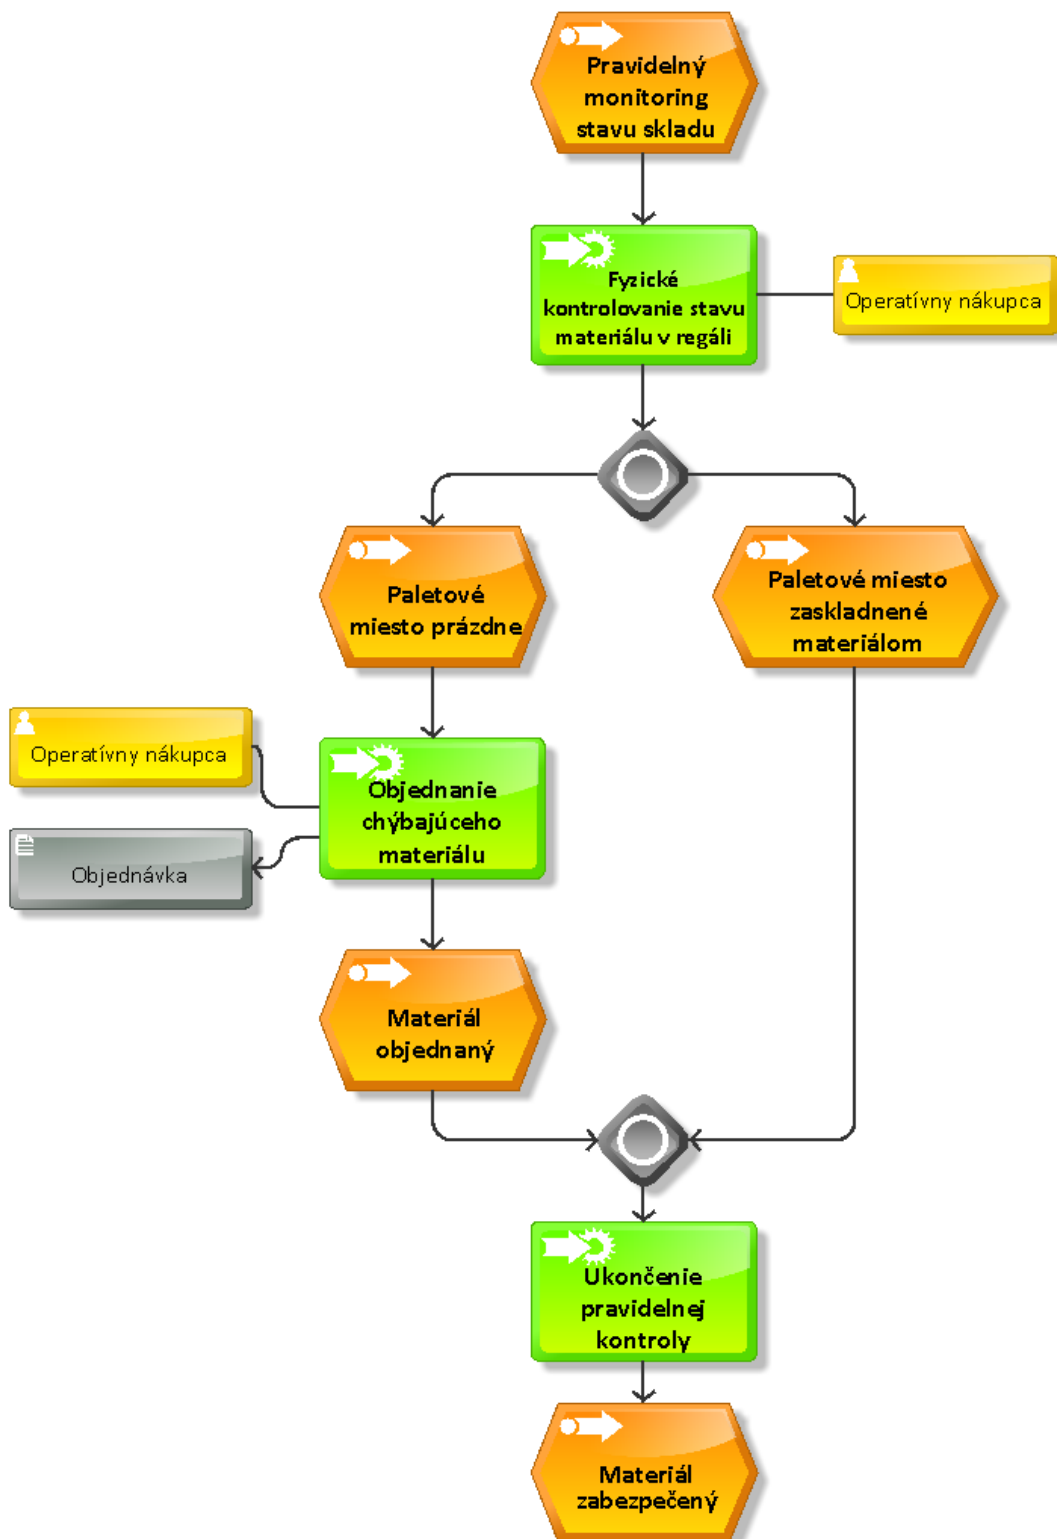 Pravidelný
monitoring
stavu skladu
Fyzické
kontrolovanie stavu
materiálu v regáli
Operatívny nákupca
Paletové
miesto prázdne
Paletové miesto
zaskladnené
materiálom
Operatívny nákupca
Objednávka
Objednanie
chýbajúceho
materiálu
Materiál
objednaný
Ukončenie
pravidelnej
kontroly
Materiál
zabezpečený